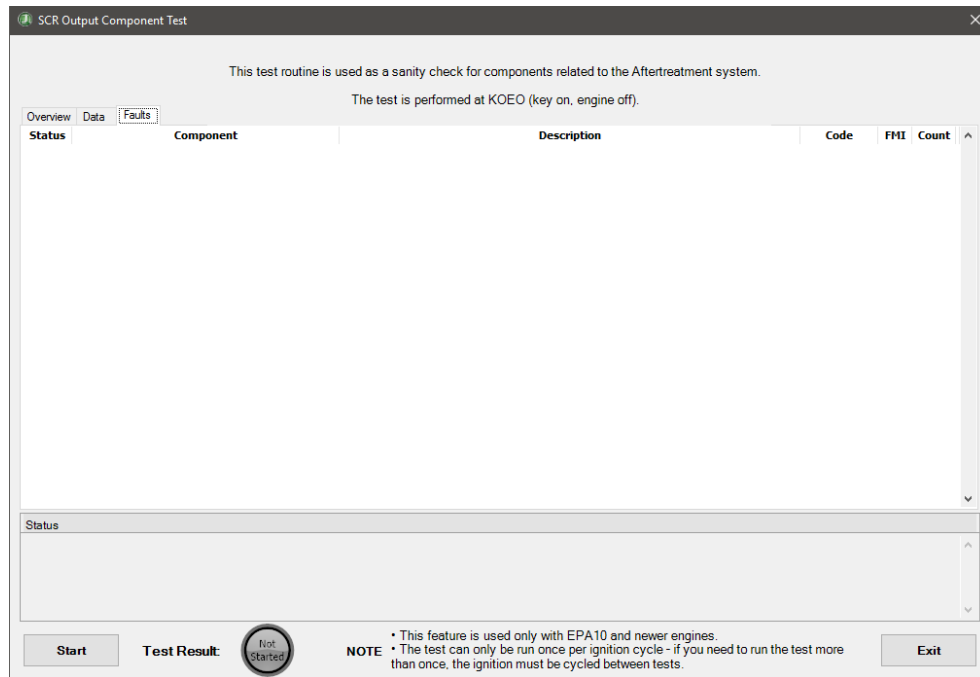 SCR Output Component Test
This test routine is used as a sanity check for components related to the Aftertreatment system.
The test is performed at KOEO (key on, engine off).
Overview Data Faults
Status Component Description Code FMI Count
Status
Start Test Result: Not Started NOTE
• This feature is used only with EPA10 and newer engines.
• The test can only be run once per ignition cycle - if you need to run the test more
than once, the ignition must be cycled between tests.
Exit